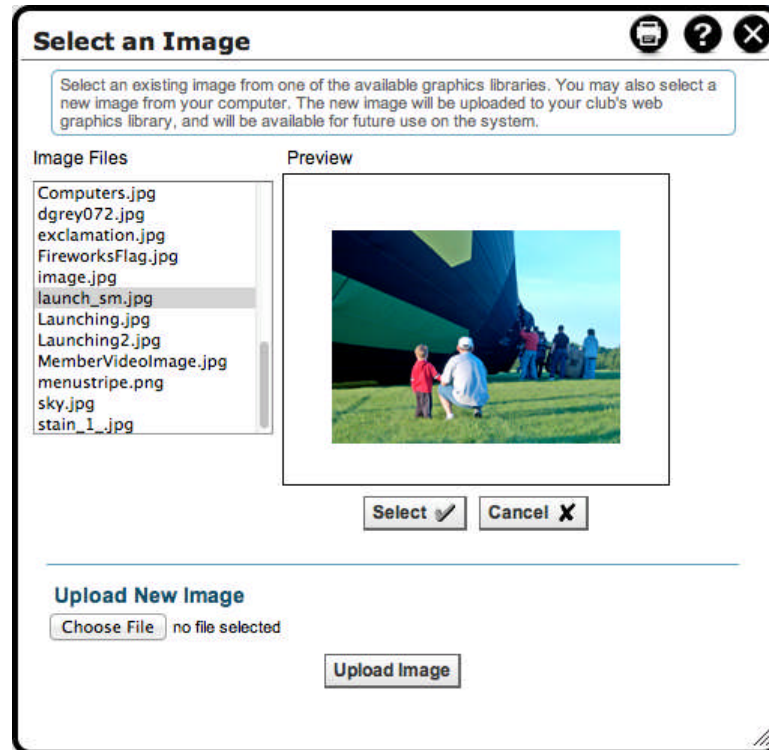 Select an Image
Select an existing image from one of the available graphics libraries. You may also select a
new image from your computer. The new image will be uploaded to your club's web
graphics library, and will be available for future use on the system.
Image Files
Preview
Computers.jpg
dgrey072.jpg
exclamation.jpg
FireworksFlag.jpg
image.jpg
launch_sm.jpg
Launching.jpg
Launching2.jpg
MemberVideoImage.jpg
menustripe.png
sky.jpg
stain_1_.jpg
Select
Cancel
Upload New Image
Choose File no file selected
Upload Image